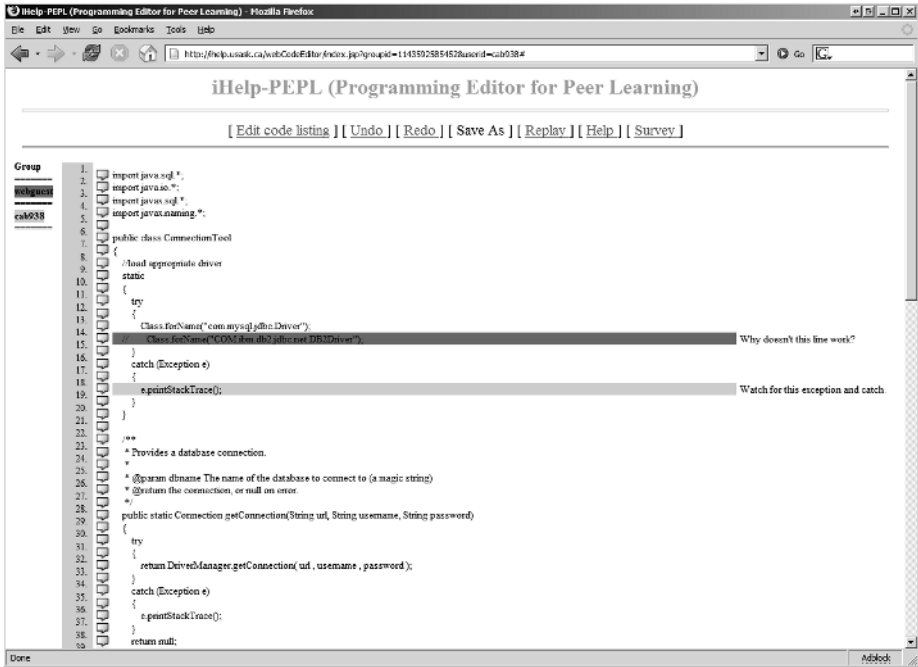 iHelp-PEPL (Programming Editor for Peer Learning) - Mozilla Firefox
File Edit View Go Bookmarks Tools Help
http://ihelp.usask.ca/webCodeEditor/index.jsp?groupid=1143592585452&userid=cab938#
Go
iHelp-PEPL (Programming Editor for Peer Learning)
[ Edit code listing ] [ Undo ] [ Redo ] [ Save As ] [ Replay ] [ Help ] [ Survey ]
Group
webguest
cab938
1. import java.sql.*;
2. import java.io.*;
3. import javax.sql.*;
4. import javax.naming.*;
5.
6. public class ConnectionTool
7. {
8. //load appropriate driver
9. static
10. {
11. try
12. {
13. Class.forName("com.mysql.jdbc.Driver");
14. // Class.forName("COM.ibm.db2.jdbc.net.DB2Driver"); Why doesn't this line work?
15. }
16. catch (Exception e)
17. {
18. e.printStackTrace(); Watch for this exception and catch
19. }
20. }
21.
22. /**
23. * Provides a database connection.
24. *
25. * @param dbname The name of the database to connect to (a magic string)
26. * @return the connection, or null on error.
27. */
28. public static Connection getConnection(String url, String username, String password)
29. {
30. try
31. {
32. return DriverManager.getConnection( url , username , password );
33. }
34. catch (Exception e)
35. {
36. e.printStackTrace();
37. }
38. return null;
39
Done
Adblock